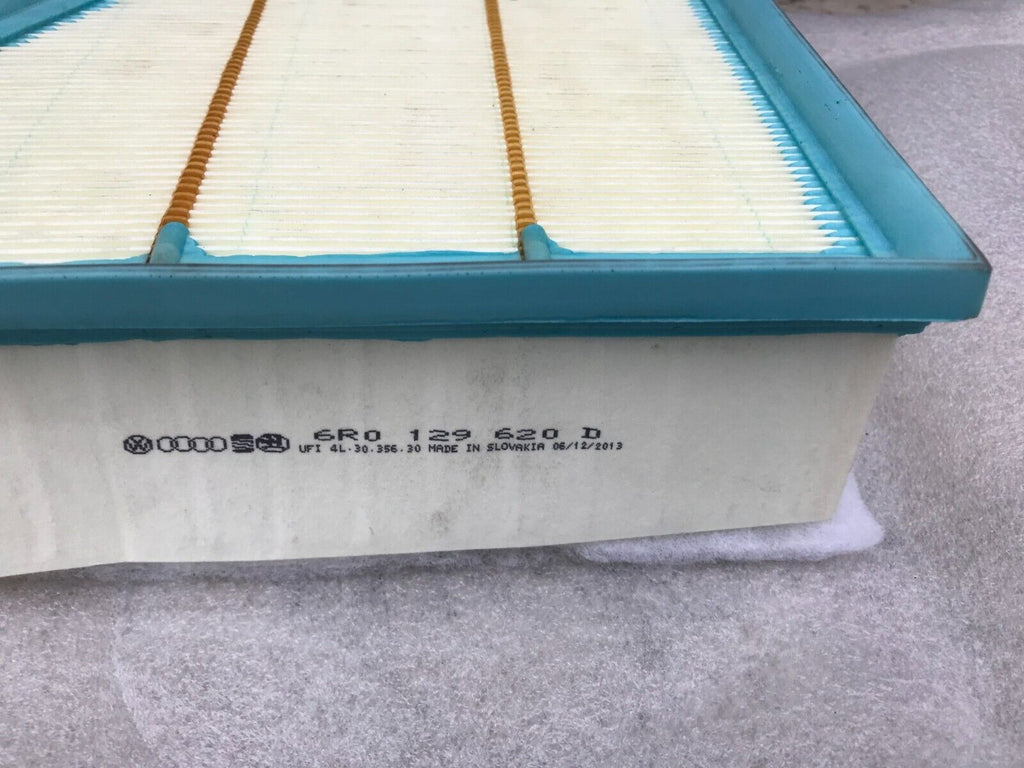 6R0 129 620 D
UFI 4L.30.356.30 MADE IN SLOVAKIA 06/12/2013